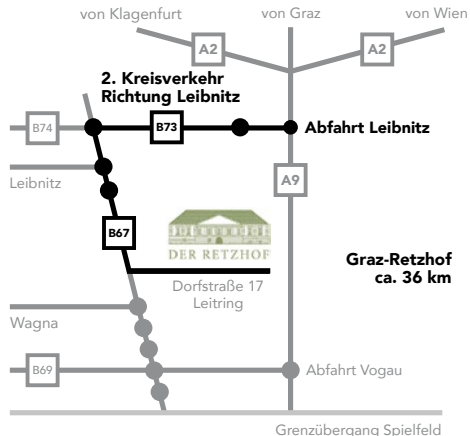 von Klagenfurt
von Graz
von Wien
A2
A2
2. Kreisverkehr
Richtung Leibnitz
B74
B73
Abfahrt Leibnitz
Leibnitz
A9
B67
DER RETZHOF
Dorfstraße 17
Leitring
Graz-Retzhof
ca. 36 km
Wagna
B69
Abfahrt Vogau
Grenzübergang Spielfeld